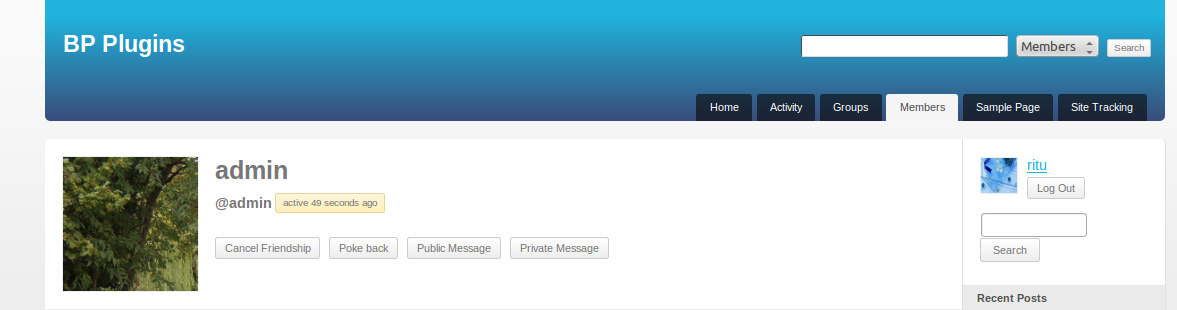 BP Plugins
Members Search
Home Activity Groups Members Sample Page Site Tracking
admin
@admin active 49 seconds ago
Cancel Friendship Poke back Public Message Private Message
ritu
Log Out
Search
Recent Posts